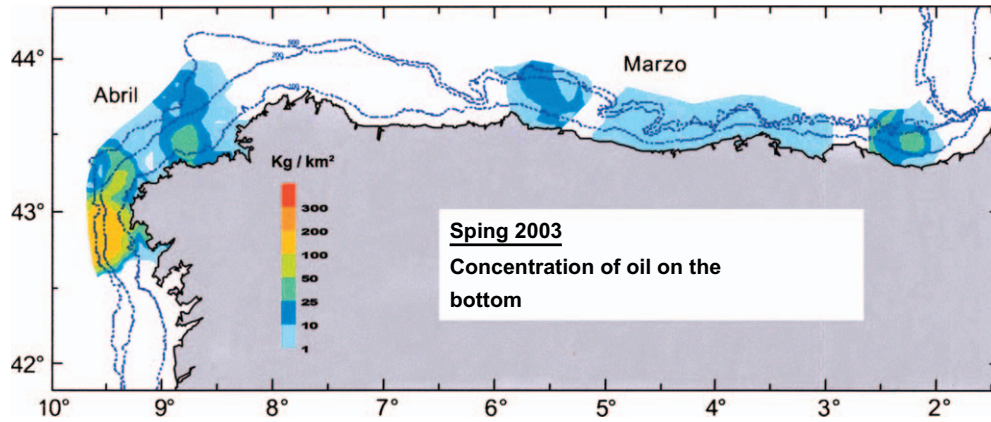 44°
43°
42°
Abril
Marzo
Kg / km²
300
200
100
50
25
10
1
Sping 2003
Concentration of oil on the
bottom
10° 9° 8° 7° 6° 5° 4° 3° 2°